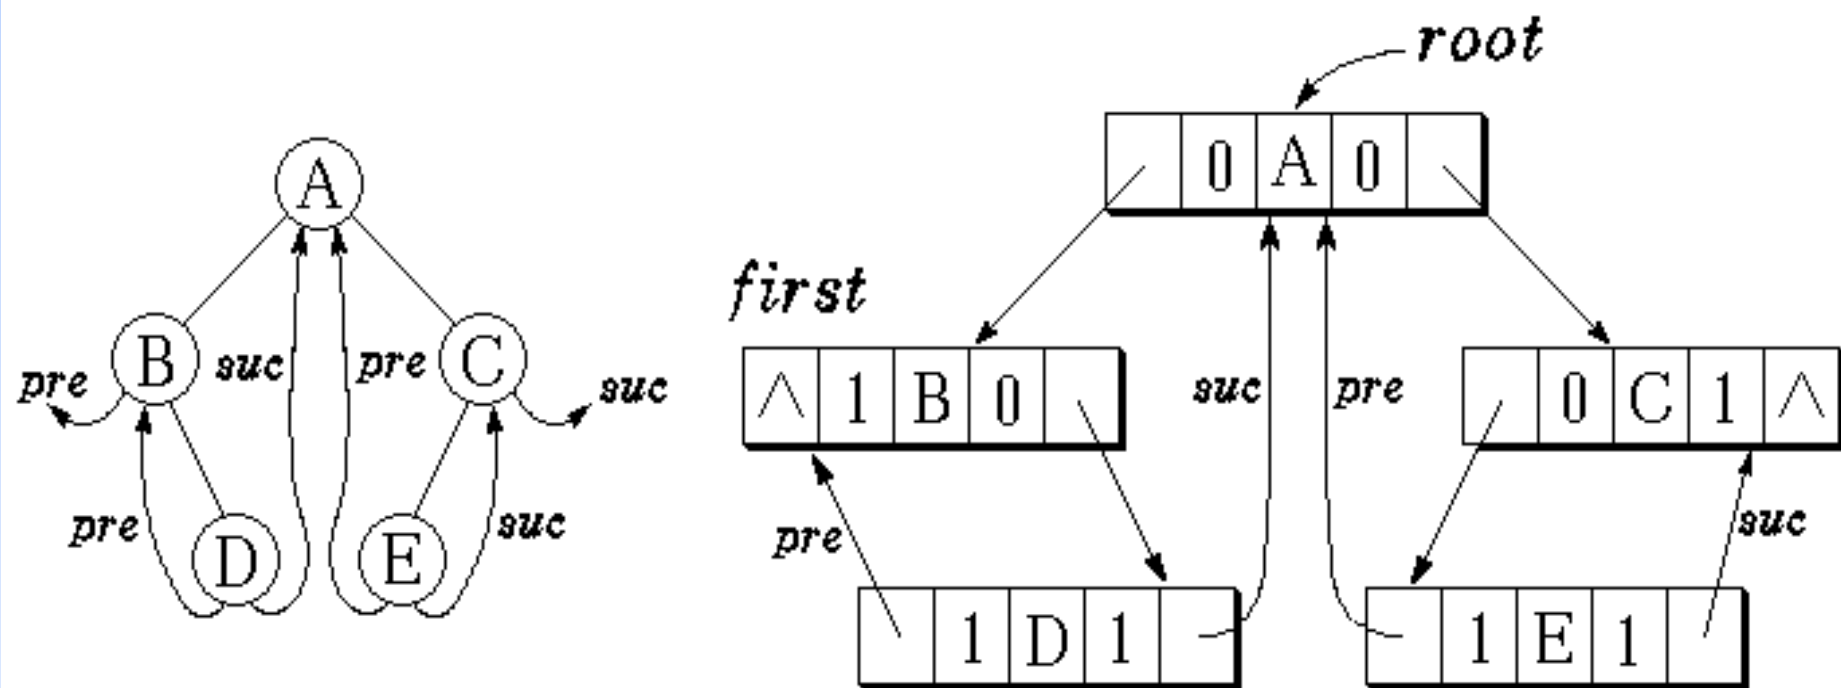 root
0 A 0
A
first
B suc pre C
pre suc
∧ 1 B 0
suc pre
0 C 1 ∧
pre suc
D E
pre suc
1 D 1
1 E 1